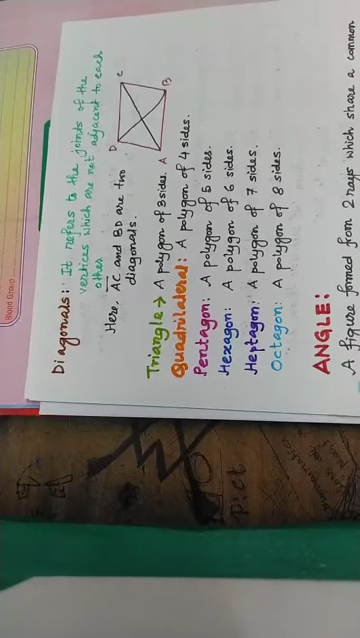 Blood Group
Diagonals: It refers to the joints of the
vertices which are not adjacent to each
other
D C
A B
Here, AC and BD are two
diagonals.
Triangle → A polygon of 3 sides.
Quadrilateral: A polygon of 4 sides.
Pentagon: A polygon of 5 sides.
Hexagon: A polygon of 6 sides.
Heptagon: A polygon of 7 sides.
Octagon: A polygon of 8 sides.
ANGLE:
A figure formed from 2 rays which share a common
Pict